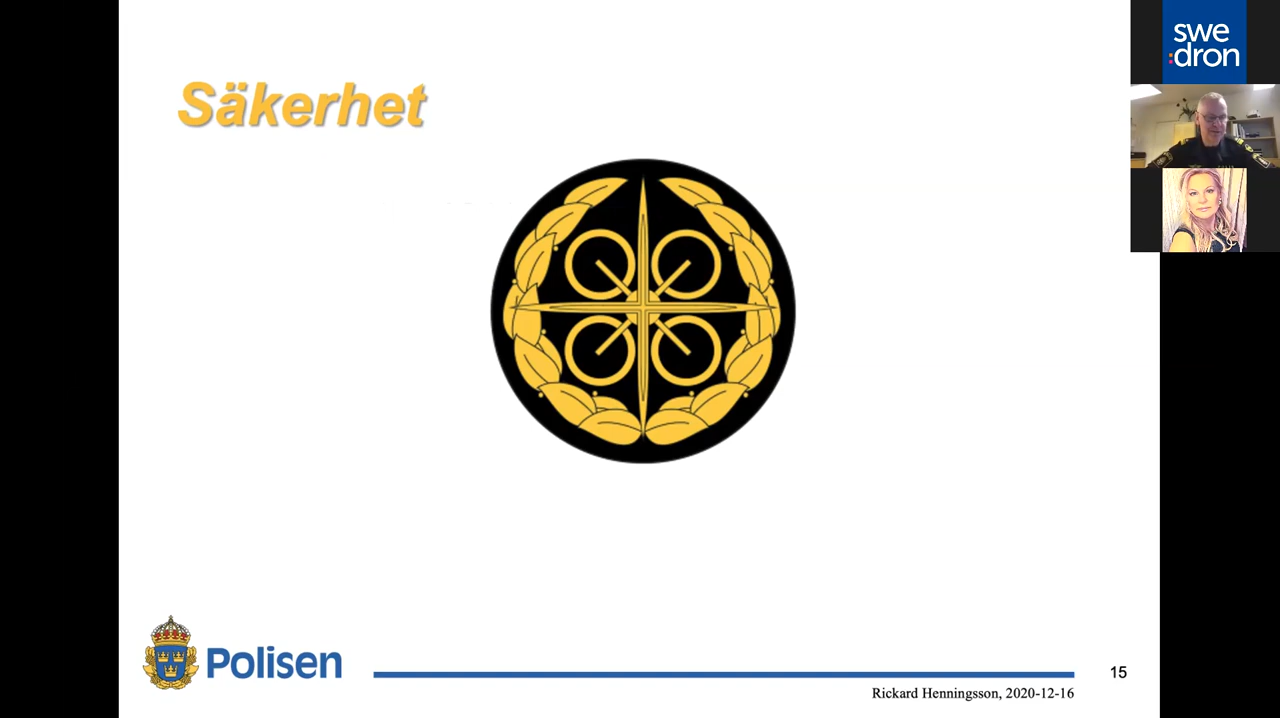 swe
:dron
Säkerhet
Polisen
15
Rickard Henningsson, 2020-12-16